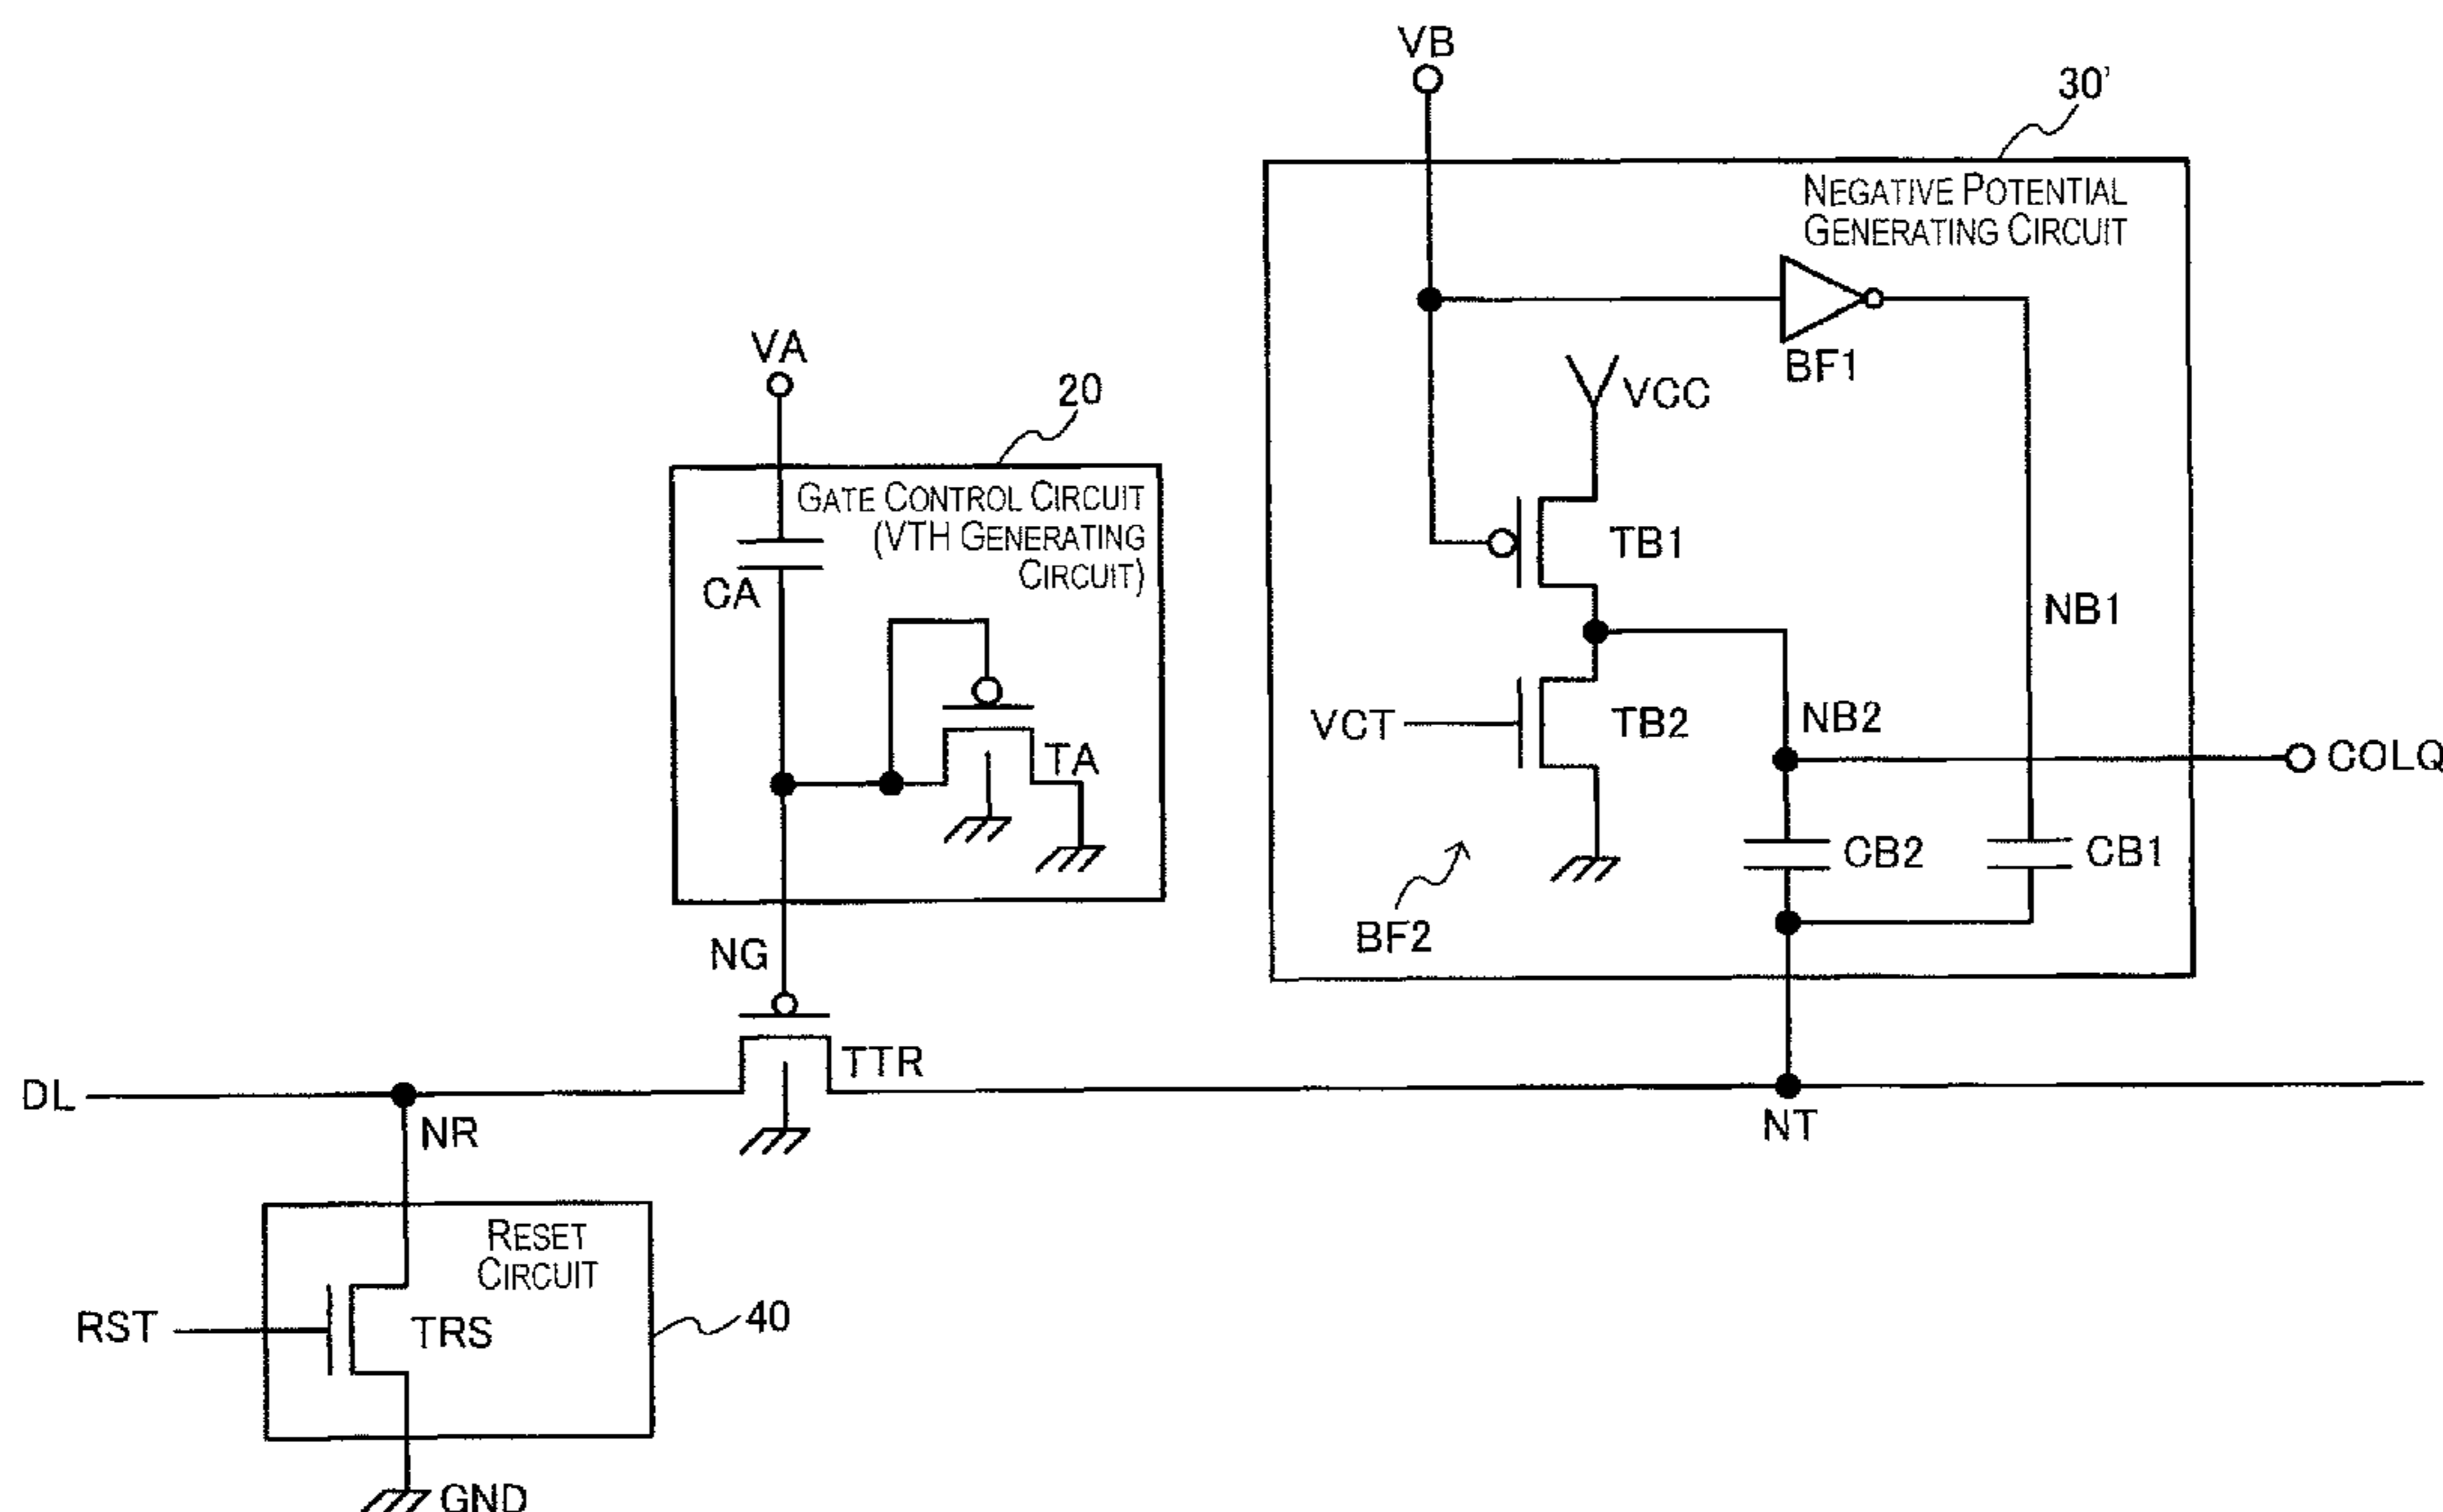 VB
30'
NEGATIVE POTENTIAL
GENERATING CIRCUIT
BF1
VCC
VA
20
GATE CONTROL CIRCUIT
(VTH GENERATING
CIRCUIT)
CA
TA
TB1
NB1
VCT
TB2
NB2
COLQ
CB2
CB1
BF2
NG
TTR
DL
NR
NT
RESET
CIRCUIT
RST
TRS
40
GND